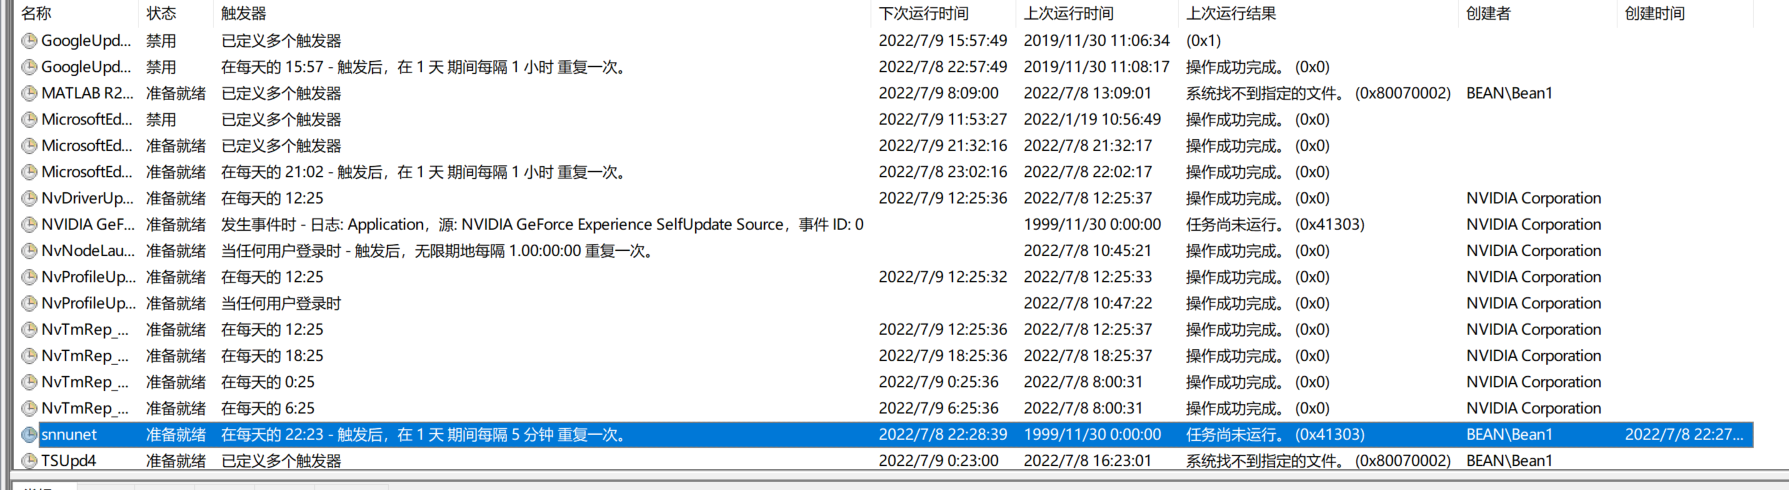 名称 状态 触发器 下次运行时间 上次运行时间 上次运行结果 创建者 创建时间
GoogleUpd... 禁用 已定义多个触发器 2022/7/9 15:57:49 2019/11/30 11:06:34 (0x1)
GoogleUpd... 禁用 在每天的 15:57 - 触发后，在 1 天 期间每隔 1 小时 重复一次。 2022/7/8 22:57:49 2019/11/30 11:08:17 操作成功完成。 (0x0)
MATLAB R2... 准备就绪 已定义多个触发器 2022/7/9 8:09:00 2022/7/8 13:09:01 系统找不到指定的文件。 (0x80070002) BEAN\Bean1
MicrosoftEd... 禁用 已定义多个触发器 2022/7/9 11:53:27 2022/1/19 10:56:49 操作成功完成。 (0x0)
MicrosoftEd... 准备就绪 已定义多个触发器 2022/7/9 21:32:16 2022/7/8 21:32:17 操作成功完成。 (0x0)
MicrosoftEd... 准备就绪 在每天的 21:02 - 触发后，在 1 天 期间每隔 1 小时 重复一次。 2022/7/8 23:02:16 2022/7/8 22:02:17 操作成功完成。 (0x0)
NvDriverUp... 准备就绪 在每天的 12:25 2022/7/9 12:25:36 2022/7/8 12:25:37 操作成功完成。 (0x0) NVIDIA Corporation
NVIDIA GeF... 准备就绪 发生事件时 - 日志: Application，源: NVIDIA GeForce Experience SelfUpdate Source，事件 ID: 0 1999/11/30 0:00:00 任务尚未运行。 (0x41303) NVIDIA Corporation
NvNodeLau... 准备就绪 当任何用户登录时 - 触发后，无限期地每隔 1.00:00:00 重复一次。 2022/7/8 10:45:21 操作成功完成。 (0x0) NVIDIA Corporation
NvProfileUp... 准备就绪 在每天的 12:25 2022/7/9 12:25:32 2022/7/8 12:25:33 操作成功完成。 (0x0) NVIDIA Corporation
NvProfileUp... 准备就绪 当任何用户登录时 2022/7/8 10:47:22 操作成功完成。 (0x0) NVIDIA Corporation
NvTmRep_... 准备就绪 在每天的 12:25 2022/7/9 12:25:36 2022/7/8 12:25:37 操作成功完成。 (0x0) NVIDIA Corporation
NvTmRep_... 准备就绪 在每天的 18:25 2022/7/9 18:25:36 2022/7/8 18:25:37 操作成功完成。 (0x0) NVIDIA Corporation
NvTmRep_... 准备就绪 在每天的 0:25 2022/7/9 0:25:36 2022/7/8 8:00:31 操作成功完成。 (0x0) NVIDIA Corporation
NvTmRep_... 准备就绪 在每天的 6:25 2022/7/9 6:25:36 2022/7/8 8:00:31 操作成功完成。 (0x0) NVIDIA Corporation
snnunet 准备就绪 在每天的 22:23 - 触发后，在 1 天 期间每隔 5 分钟 重复一次。 2022/7/8 22:28:39 1999/11/30 0:00:00 任务尚未运行。 (0x41303) BEAN\Bean1 2022/7/8 22:27...
TSUpd4 准备就绪 已定义多个触发器 2022/7/9 0:23:00 2022/7/8 16:23:01 系统找不到指定的文件。 (0x80070002) BEAN\Bean1